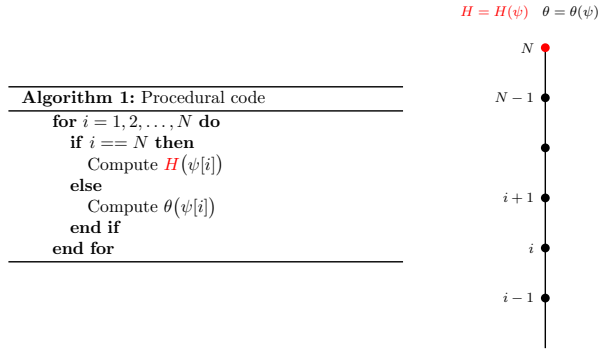 Algorithm 1: Procedural code
for i = 1, 2, . . . , N do
if i == N then
Compute H(ψ[i])
else
Compute θ(ψ[i])
end if
end for
H = H(ψ) θ = θ(ψ)
N
N − 1
i + 1
i
i − 1